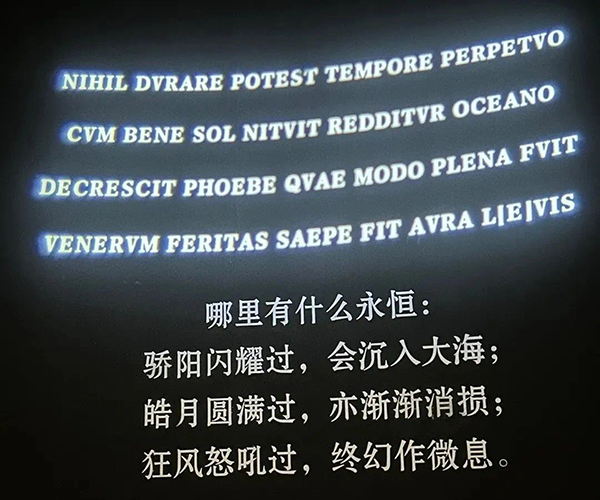 NIHIL DVRARE POTEST TEMPORE PERPETVO
CVM BENE SOL NITVIT REDDITVR OCEANO
DECRESCIT PHOEBE QVAE MODO PLENA FVIT
VENERVM FERITAS SAEPE FIT AVRA L[E]VIS
哪里有什么永恒：
骄阳闪耀过，会沉入大海；
皓月圆满过，亦渐渐消损；
狂风怒吼过，终幻作微息。